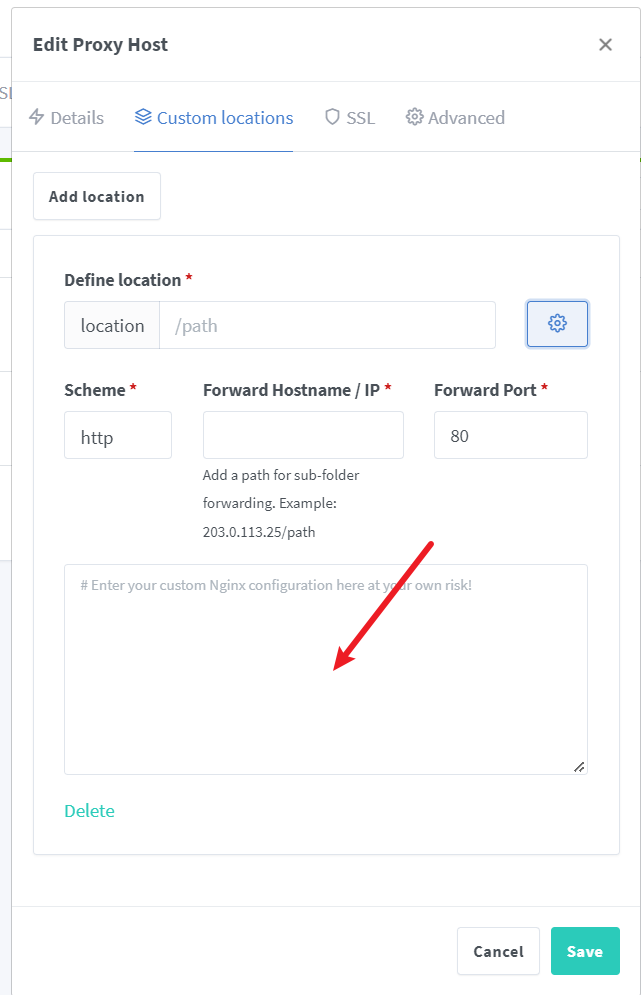 Edit Proxy Host
Details Custom locations SSL Advanced
Add location
Define location *
location /path
Scheme * Forward Hostname / IP * Forward Port *
http 80
Add a path for sub-folder
forwarding. Example:
203.0.113.25/path
# Enter your custom Nginx configuration here at your own risk!
Delete
Cancel Save